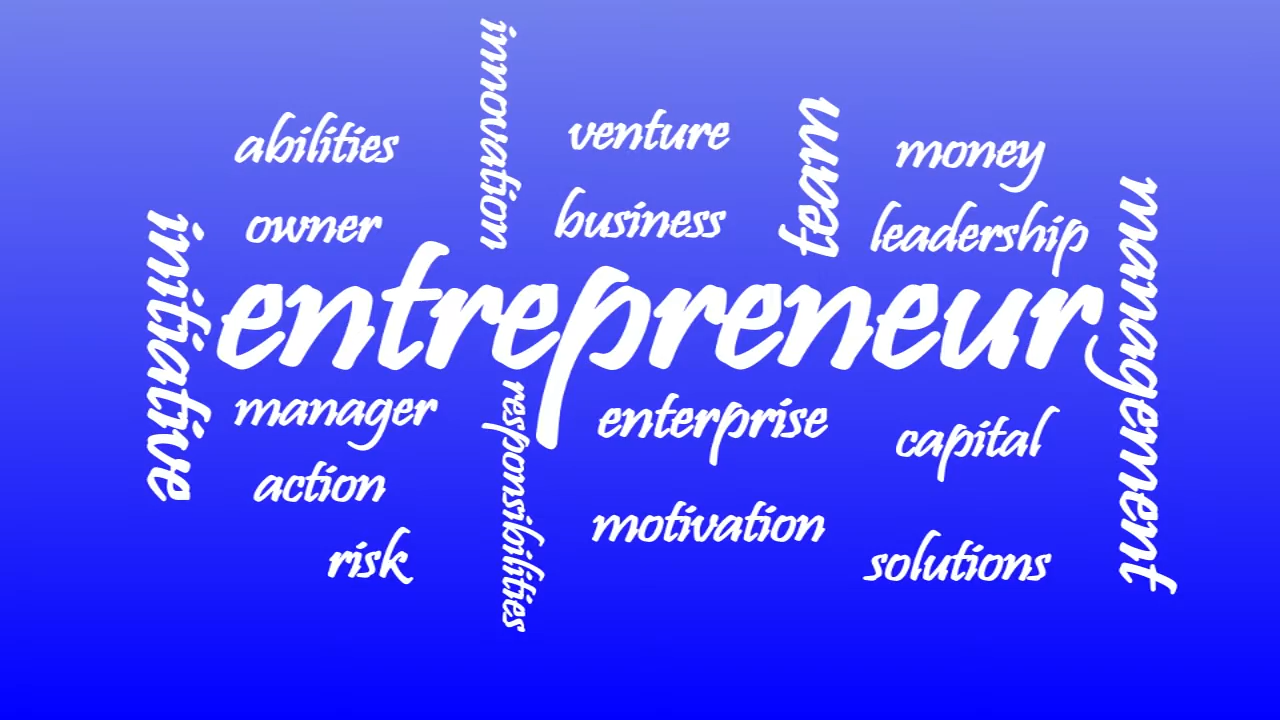 innovation
abilities
venture
team
money
owner
business
leadership
initiative
management
entrepreneur
manager
responsibilities
enterprise
capital
action
motivation
risk
solutions